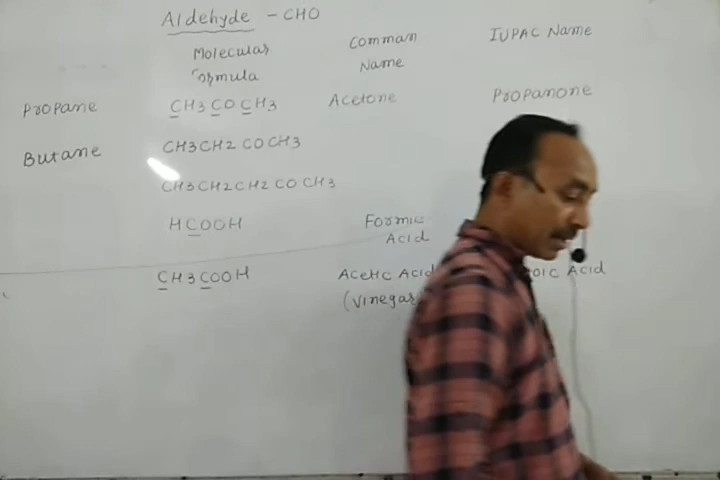 Aldehyde - CHO
Molecular Formula
Comman Name
IUPAC Name
Propane CH3COCH3 Acetone Propanone
Butane CH3CH2COCH3
CH3CH2CH2COCH3
HCOOH Formic Acid
CH3COOH Acetic Acid Acid
(Vinegar